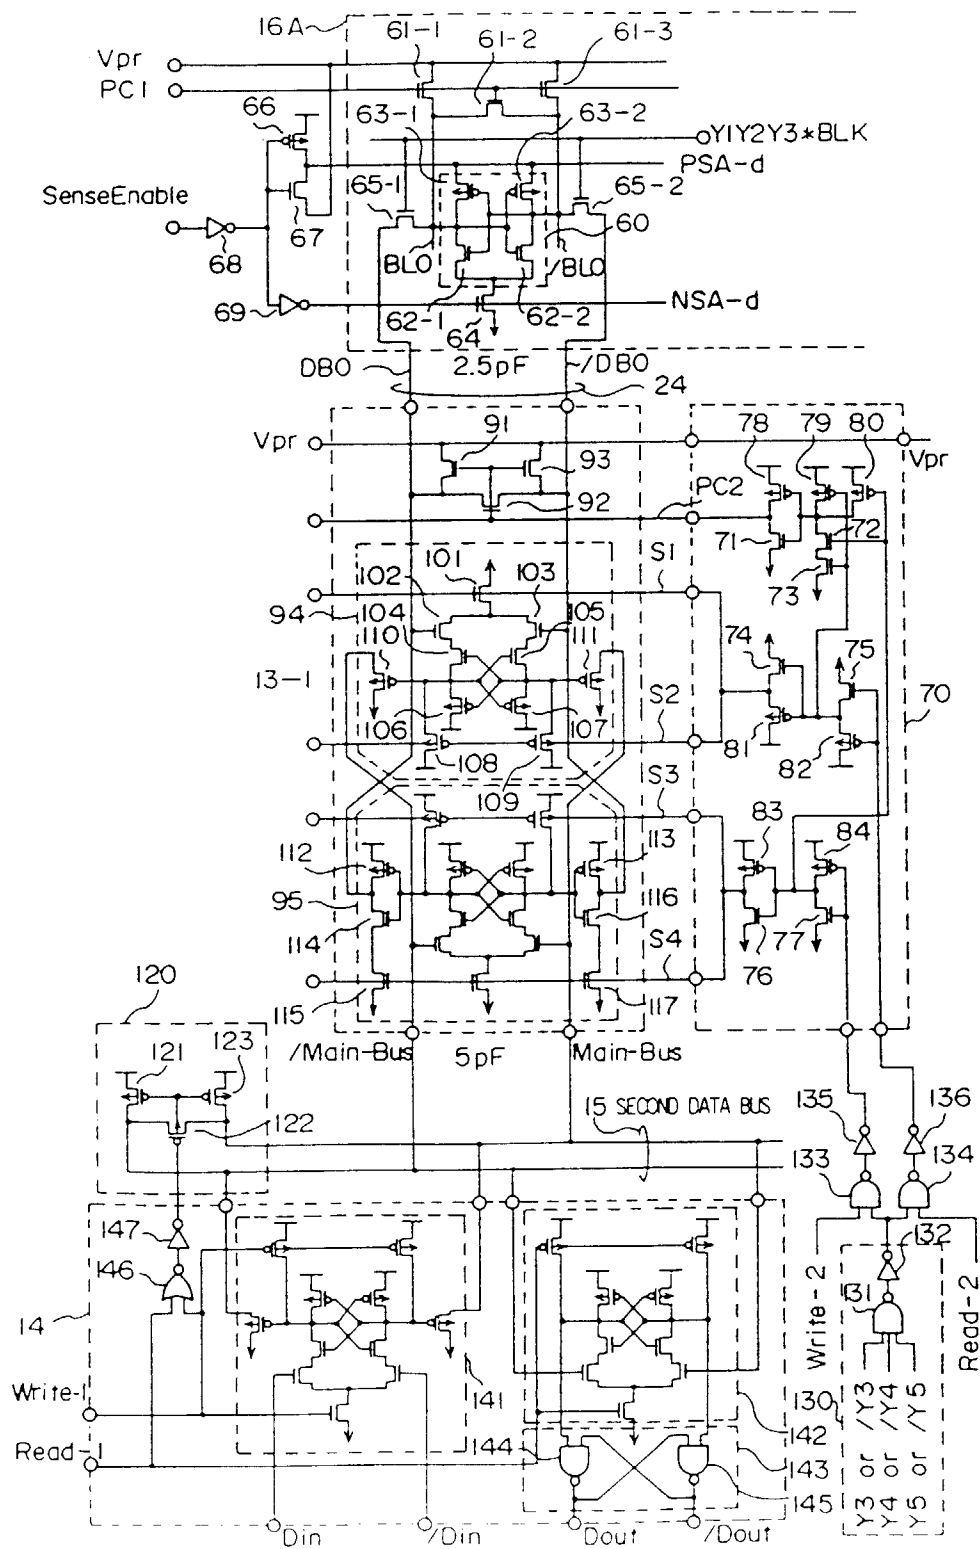 16A
61-1
61-2
61-3
Vpr
PC1
66
63-1
63-2
Y1Y2Y3*BLK
PSA-d
SenseEnable
65-1
65-2
67
60
68
BL0
/BL0
69
62-1
64
62-2
NSA-d
DB0
2.5pF
/DB0
24
Vpr
91
93
92
78
79
80
Vpr
PC2
71
72
73
101
102
103
S1
94
104
105
110
111
74
75
13-1
S2
70
106
107
81
82
108
109
S3
83
84
112
113
95
114
1116
S4
76
77
120
115
117
/Main-Bus
5pF
Main-Bus
121
123
122
15 SECOND DATA BUS
135
136
133
134
147
132
146
131
14
Write-2
Read-2
Write-1
141
130
142
Read-1
144
143
145
Y3 or /Y3
Y4 or /Y4
Y5 or /Y5
Din
/Din
Dout
/Dout